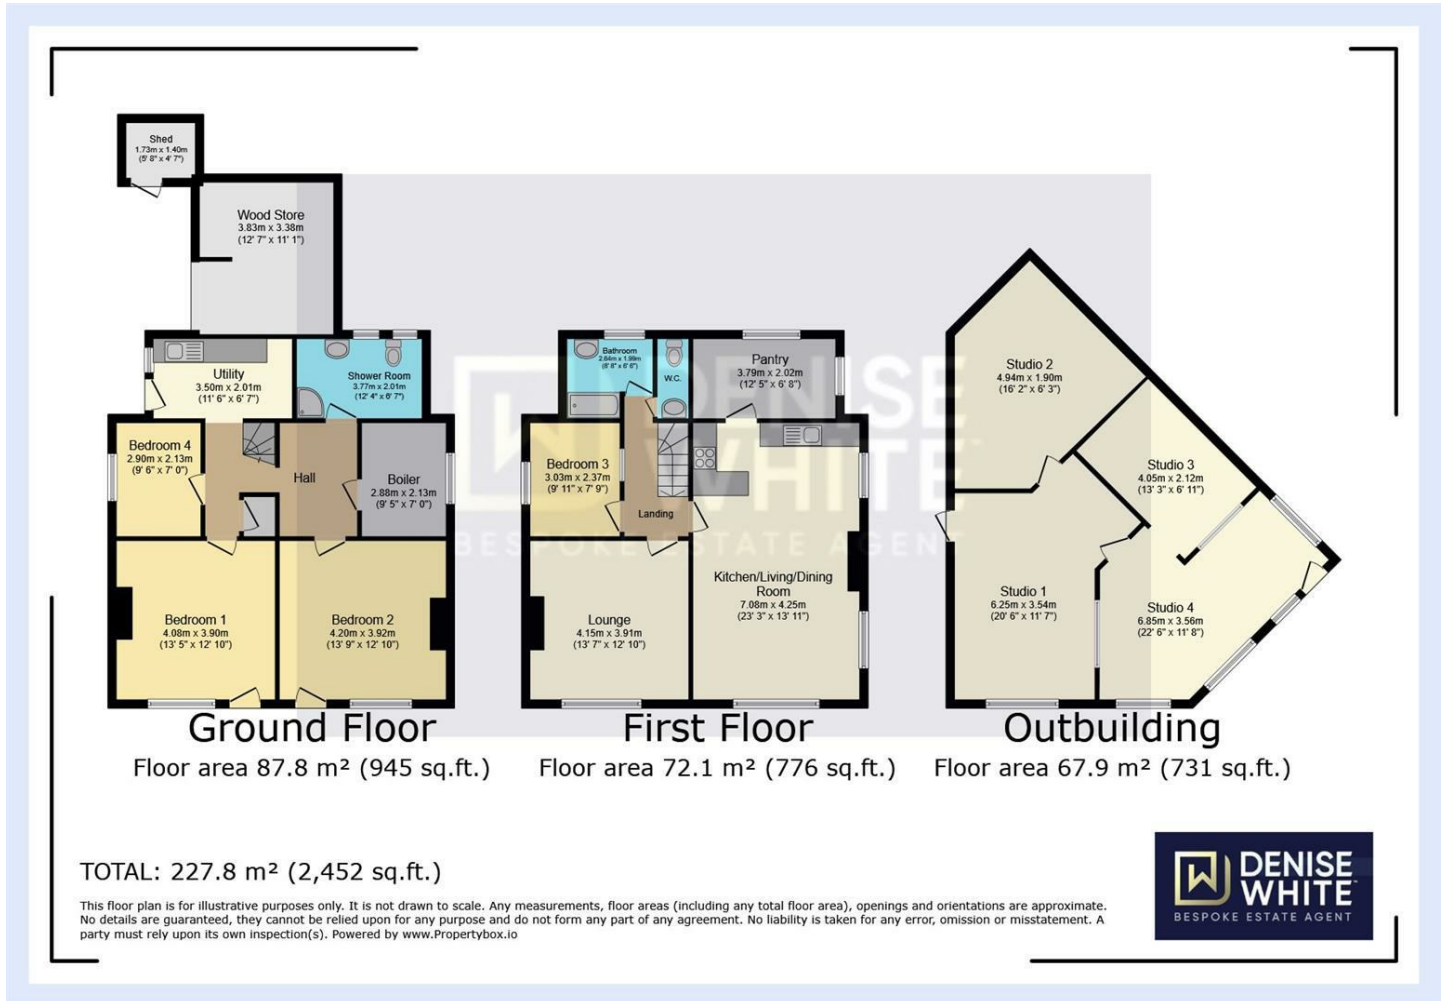 Shed
1.73m x 1.40m
(5' 8" x 4' 7")
Wood Store
3.83m x 3.38m
(12' 7" x 11' 1")
Utility
3.50m x 2.01m
(11' 6" x 6' 7")
Shower Room
3.77m x 2.01m
(12' 4" x 6' 7")
Bedroom 4
2.90m x 2.13m
(9' 6" x 7' 0")
Hall
Boiler
2.88m x 2.13m
(9' 5" x 7' 0")
Bedroom 1
4.08m x 3.90m
(13' 5" x 12' 10")
Bedroom 2
4.20m x 3.92m
(13' 9" x 12' 10")
Ground Floor
Floor area 87.8 m² (945 sq.ft.)
Bathroom
2.64m x 1.99m
(8' 8" x 6' 6")
W.C.
Pantry
3.79m x 2.02m
(12' 5" x 6' 8")
Bedroom 3
3.03m x 2.37m
(9' 11" x 7' 9")
Landing
Kitchen/Living/Dining
Room
7.08m x 4.25m
(23' 3" x 13' 11")
Lounge
4.15m x 3.91m
(13' 7" x 12' 10")
First Floor
Floor area 72.1 m² (776 sq.ft.)
Studio 2
4.94m x 1.90m
(16' 2" x 6' 3")
Studio 3
4.05m x 2.12m
(13' 3" x 6' 11")
Studio 1
6.25m x 3.54m
(20' 6" x 11' 7")
Studio 4
6.85m x 3.56m
(22' 6" x 11' 8")
Outbuilding
Floor area 67.9 m² (731 sq.ft.)
DENISE
WHITE™
BESPOKE ESTATE AGENT
TOTAL: 227.8 m² (2,452 sq.ft.)
This floor plan is for illustrative purposes only. It is not drawn to scale. Any measurements, floor areas (including any total floor area), openings and orientations are approximate.
No details are guaranteed, they cannot be relied upon for any purpose and do not form any part of any agreement. No liability is taken for any error, omission or misstatement. A
party must rely upon its own inspection(s). Powered by www.Propertybox.io
DENISE
WHITE™
BESPOKE ESTATE AGENT